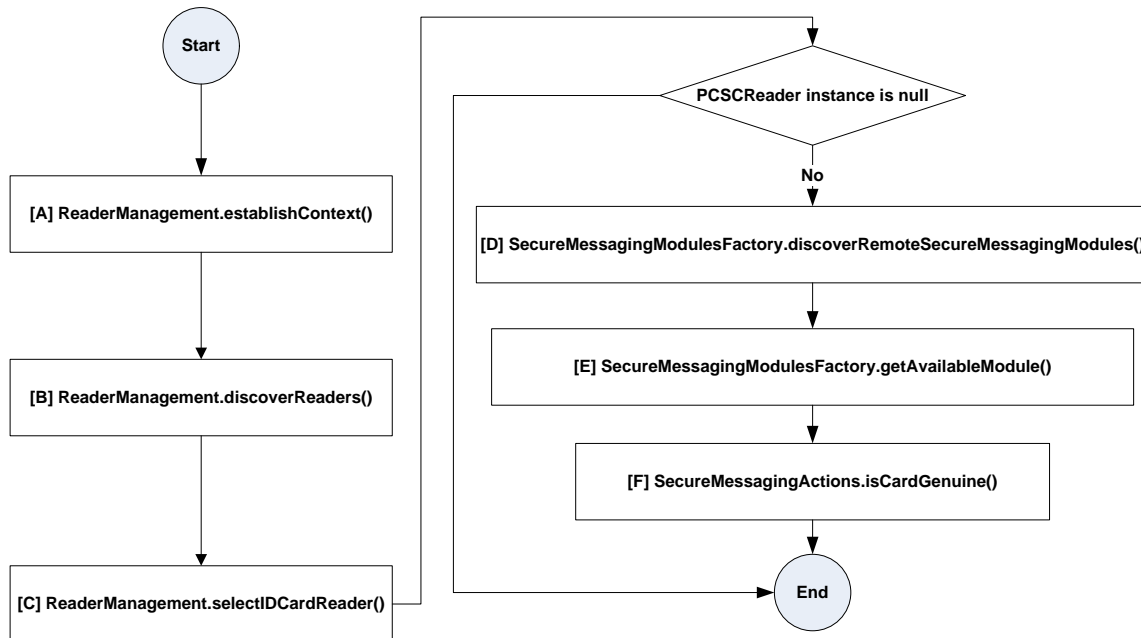 Start
[A] ReaderManagement.establishContext()
[B] ReaderManagement.discoverReaders()
[C] ReaderManagement.selectIDCardReader()
PCSCReader instance is null
No
[D] SecureMessagingModulesFactory.discoverRemoteSecureMessagingModules()
[E] SecureMessagingModulesFactory.getAvailableModule()
[F] SecureMessagingActions.isCardGenuine()
End